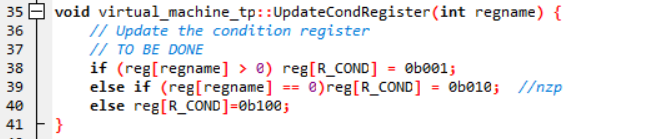 35 void virtual_machine_tp::UpdateCondRegister(int regname) {
36 // Update the condition register
37 // TO BE DONE
38 if (reg[regname] > 0) reg[R_COND] = 0b001;
39 else if (reg[regname] == 0)reg[R_COND] = 0b010; //nzp
40 else reg[R_COND]=0b100;
41 }